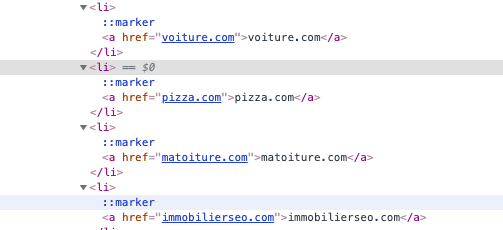 ▼<li>
::marker
<a href="voiture.com">voiture.com</a>
</li>
▼<li> == $0
::marker
<a href="pizza.com">pizza.com</a>
</li>
▼<li>
::marker
<a href="matoiture.com">matoiture.com</a>
</li>
▼<li>
::marker
<a href="immobilierseo.com">immobilierseo.com</a>